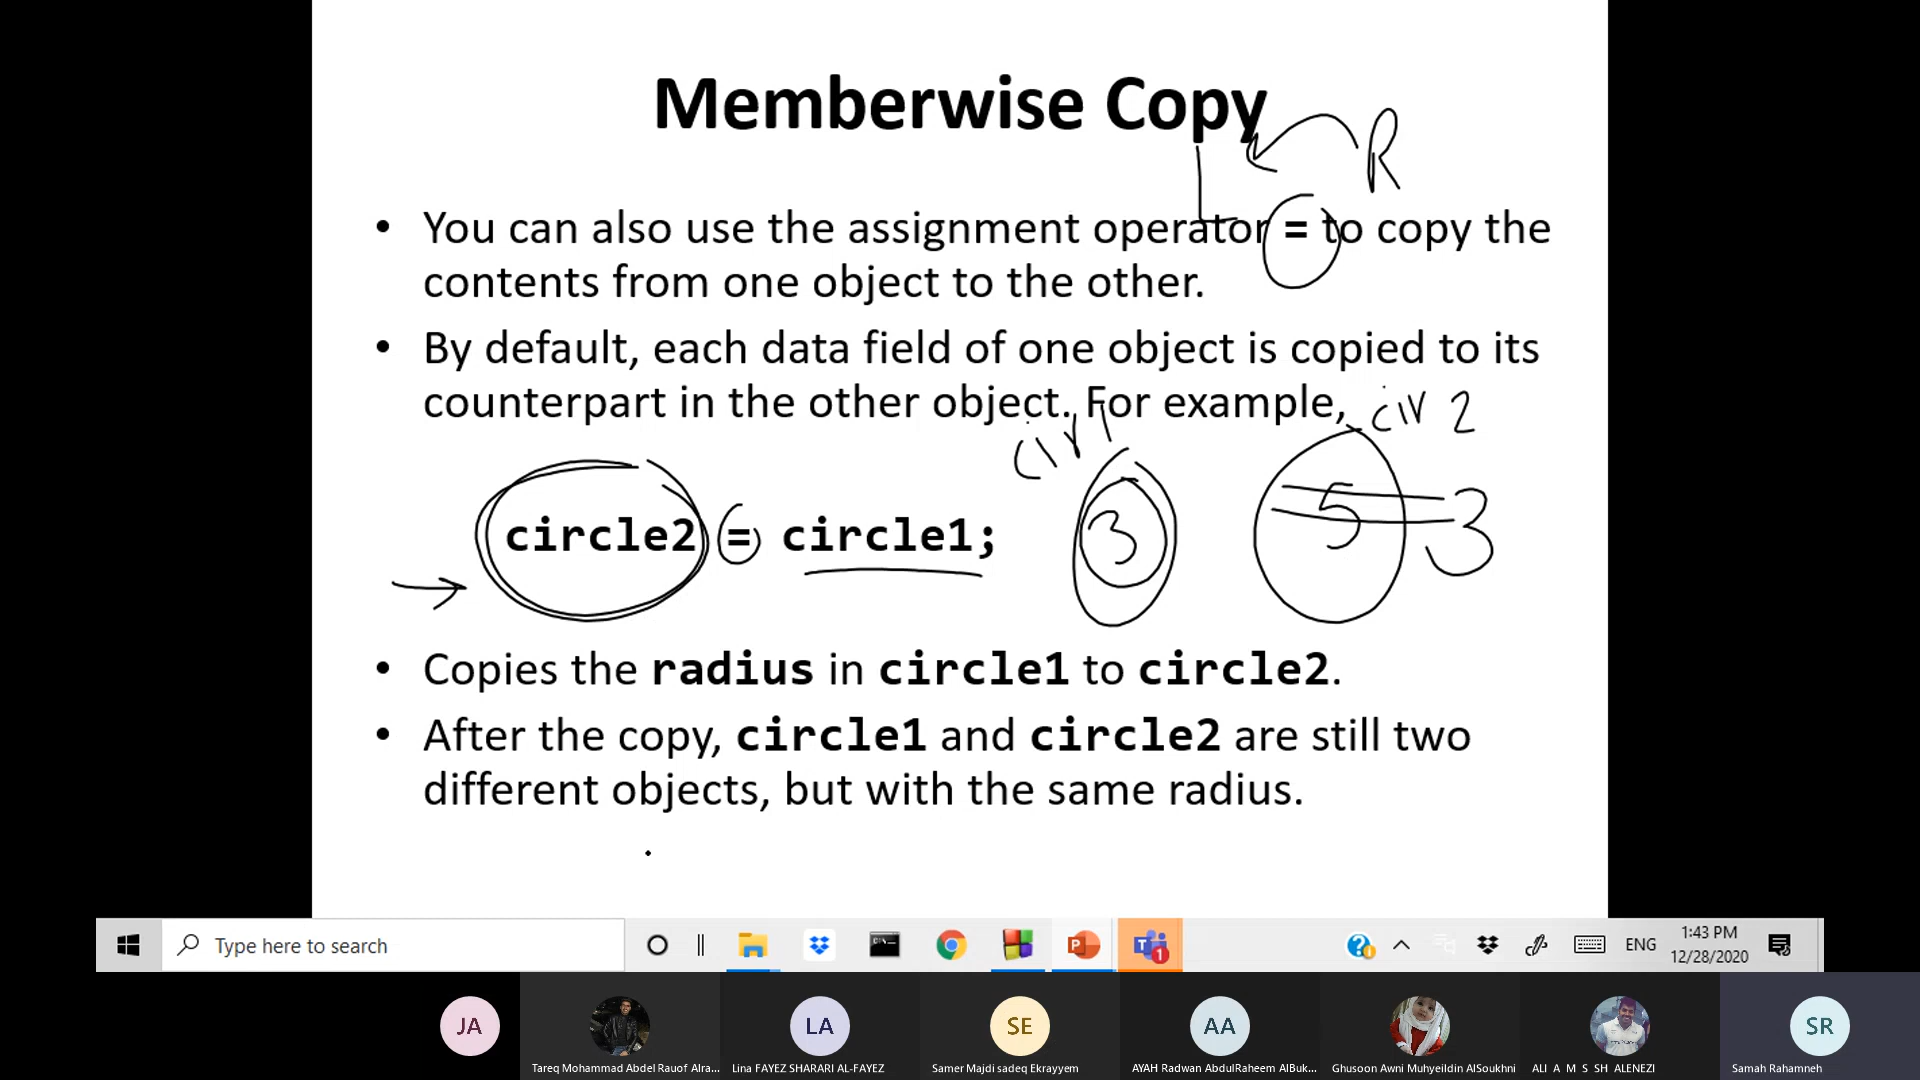 Memberwise Copy
R
• You can also use the assignment operator = to copy the
contents from one object to the other.
• By default, each data field of one object is copied to its
counterpart in the other object. For example,
cir 1
cir 2
circle2 = circle1;
3
5
3
• Copies the radius in circle1 to circle2.
• After the copy, circle1 and circle2 are still two
different objects, but with the same radius.
Type here to search
ENG
1:43 PM
12/28/2020
JA
LA
SE
AA
SR
Tareq Mohammad Abdel Rauof Alra...
Lina FAYEZ SHARARI AL-FAYEZ
Samer Majdi sadeq Ekrayyem
AYAH Radwan AbdulRaheem AlBuk...
Ghusoon Awni Muhyeildin AlSoukhni
ALI A M S SH ALENEZI
Samah Rahamneh